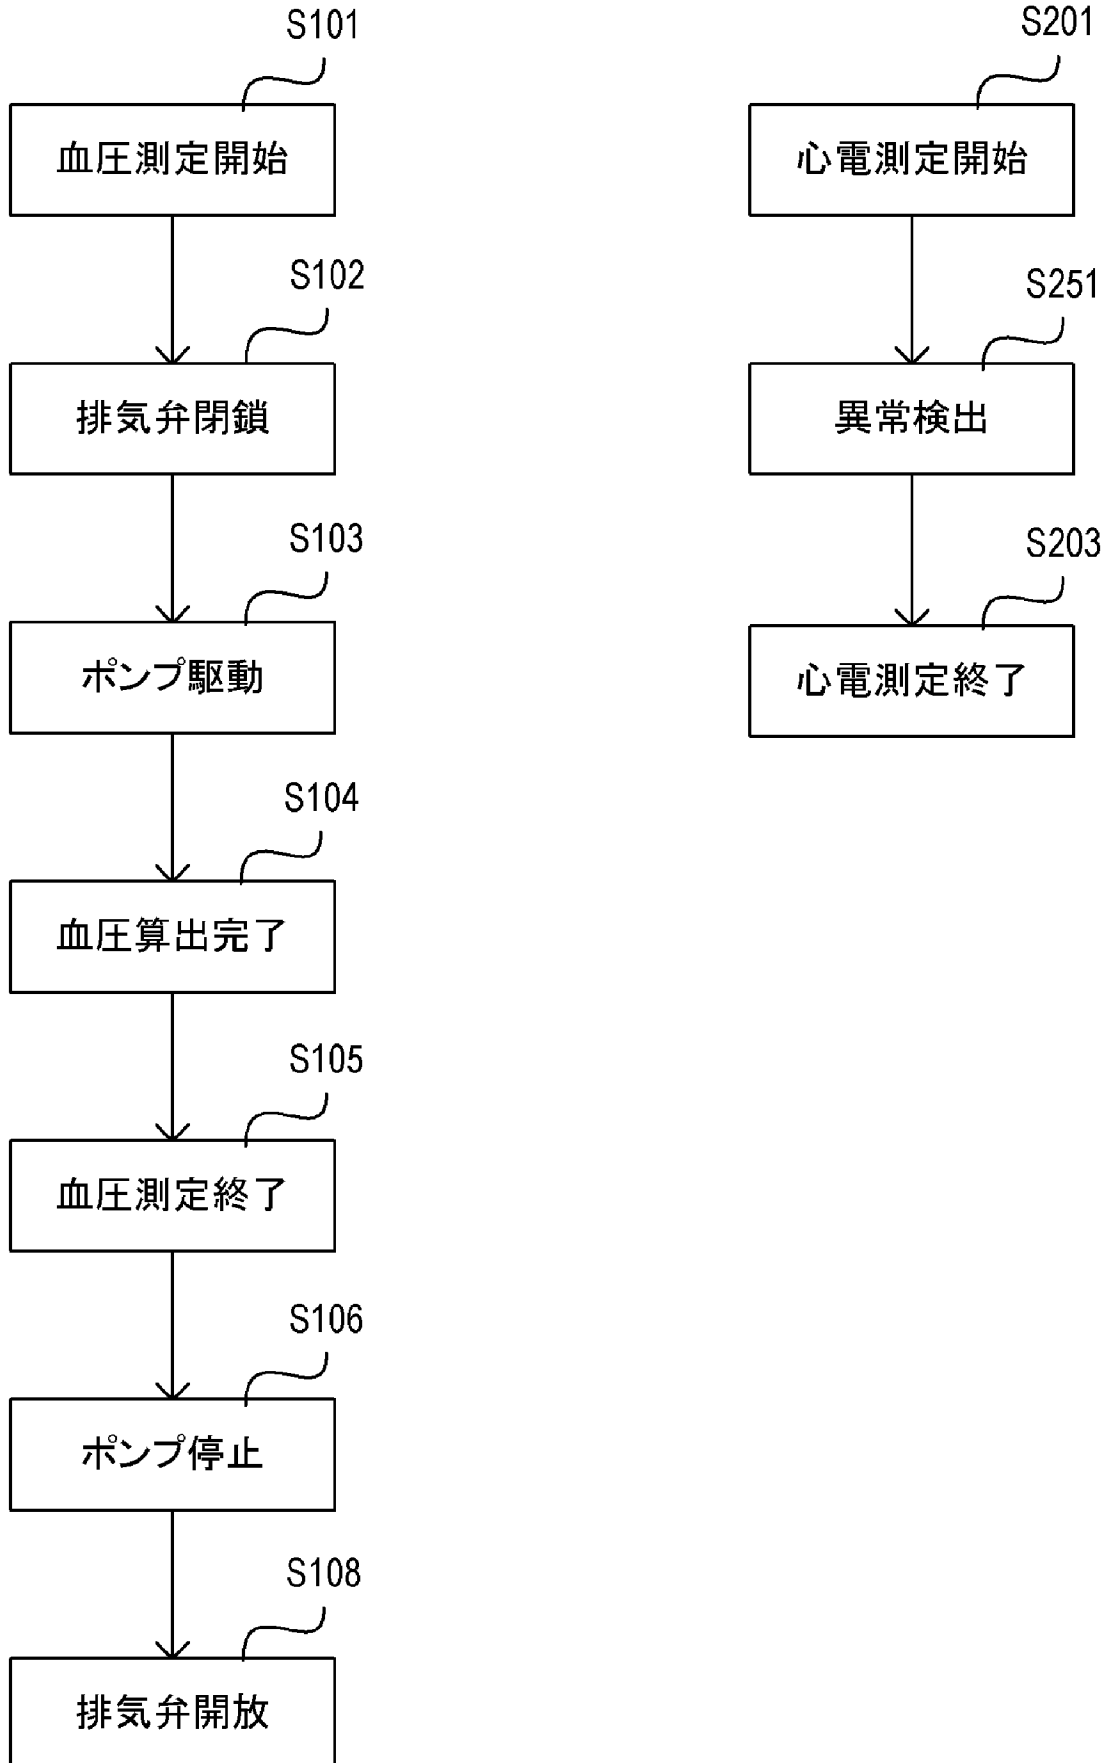 S101
血圧測定開始
S102
排気弁閉鎖
S103
ポンプ駆動
S104
血圧算出完了
S105
血圧測定終了
S106
ポンプ停止
S108
排気弁開放
S201
心電測定開始
S251
異常検出
S203
心電測定終了